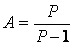 A = P / P − 1